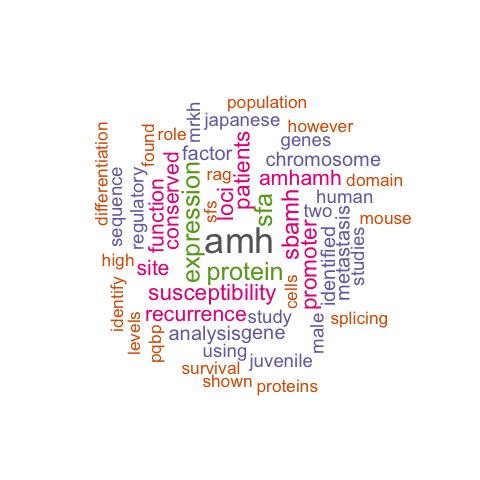 population
japanese
however
mrkh
role
genes
factor
found
patients
chromosome
differentiation
sequence
regulatory
function
conserved
rag
loci
sfs
amhamh
domain
expression
sfa
sbamh
two
human
mouse
amh
promoter
identified
metastasis
studies
high
site
protein
susceptibility
cells
identify
levels
recurrence
study
splicing
pqbp
analysis
gene
male
using
juvenile
survival
shown
proteins